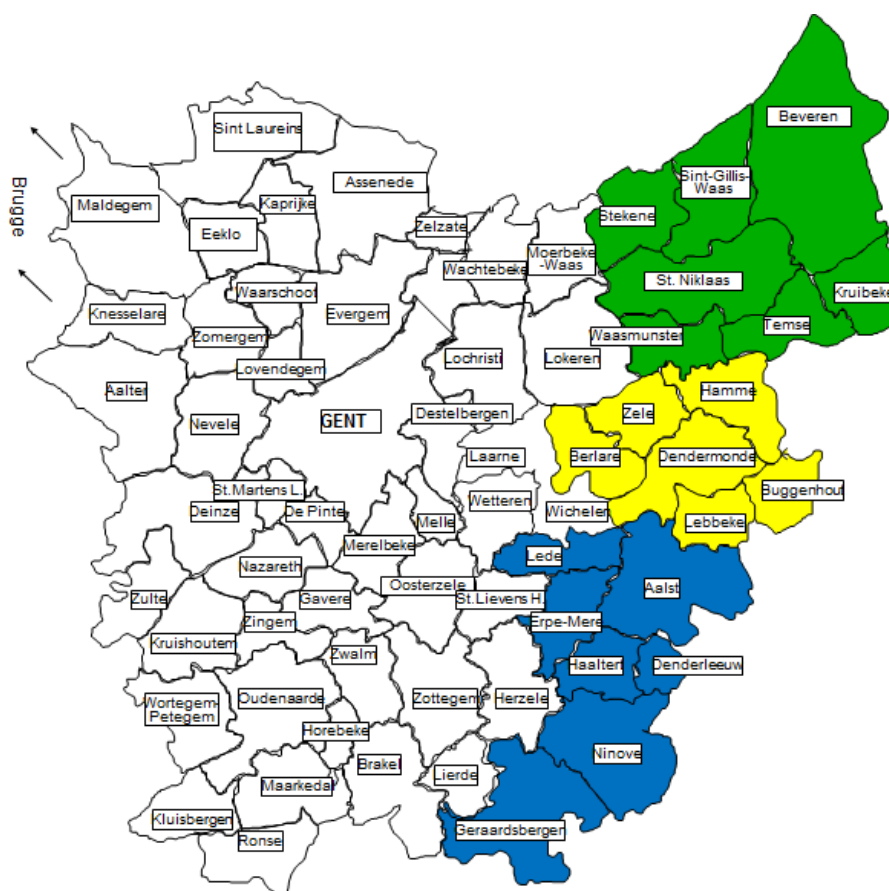 Beveren
Sint Laureins
Sint-Gillis-
Waas
Assenede
Maldegem
Kaprijke
Stekene
Brugge
Eeklo
Zelzate
Moerbeke
-Waas
Wachtebeke
St. Niklaas
Waarschoot
Kruibeke
Knesselare
Evergem
Temse
Zomergem
Waasmunster
Lochristi
Lokeren
Lovendegem
Aalter
Hamme
Zele
Destelbergen
GENT
Nevele
Laarne
Berlare
Dendermonde
Buggenhout
St.Martens L.
Wetteren
Deinze
De Pinte
Wichelen
Melle
Lebbeke
Merelbeke
Lede
Nazareth
Oosterzele
Aalst
Zulte
Gavere
St.Lievens H.
Zingem
Erpe-Mere
Kruishoutem
Zwalm
Haaltert
Denderleeuw
Wortegem-
Petegem
Oudenaarde
Zottegem
Herzele
Horebeke
Ninove
Brakel
Lierde
Maarkedal
Kluisbergen
Geraardsbergen
Ronse